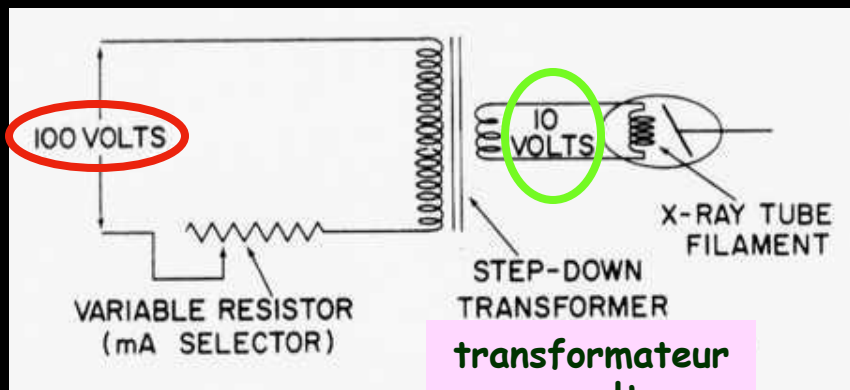 100 VOLTS
10
VOLTS
X-RAY TUBE
FILAMENT
STEP-DOWN
TRANSFORMER
VARIABLE RESISTOR
(mA SELECTOR)
transformateur